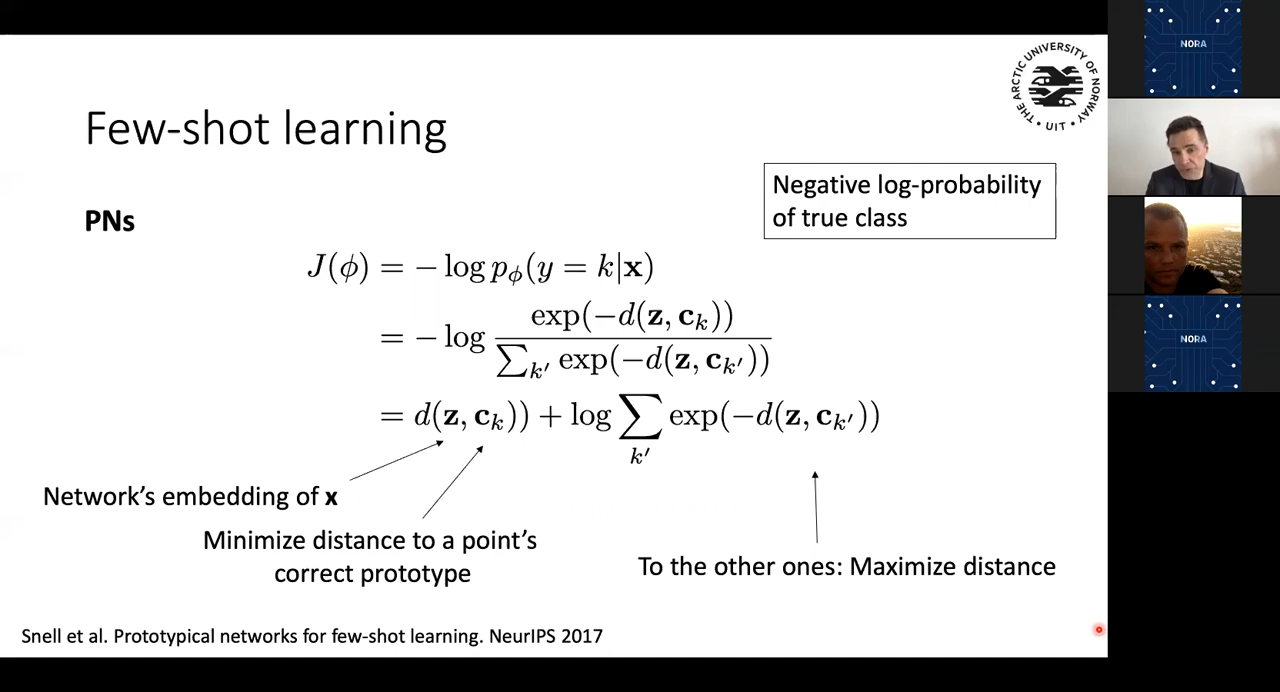 THE ARCTIC UNIVERSITY OF NORWAY
• UIT •
Few-shot learning
Negative log-probability
of true class
PNs
J(ϕ) = − log p_ϕ(y = k|𝐱)
= − log exp(−d(𝐳, 𝐜_k)) / ∑_{k′} exp(−d(𝐳, 𝐜_{k′}))
= d(𝐳, 𝐜_k)) + log ∑_{k′} exp(−d(𝐳, 𝐜_{k′}))
Network’s embedding of x
Minimize distance to a point’s
correct prototype
To the other ones: Maximize distance
Snell et al. Prototypical networks for few-shot learning. NeurIPS 2017
NORA
NORA